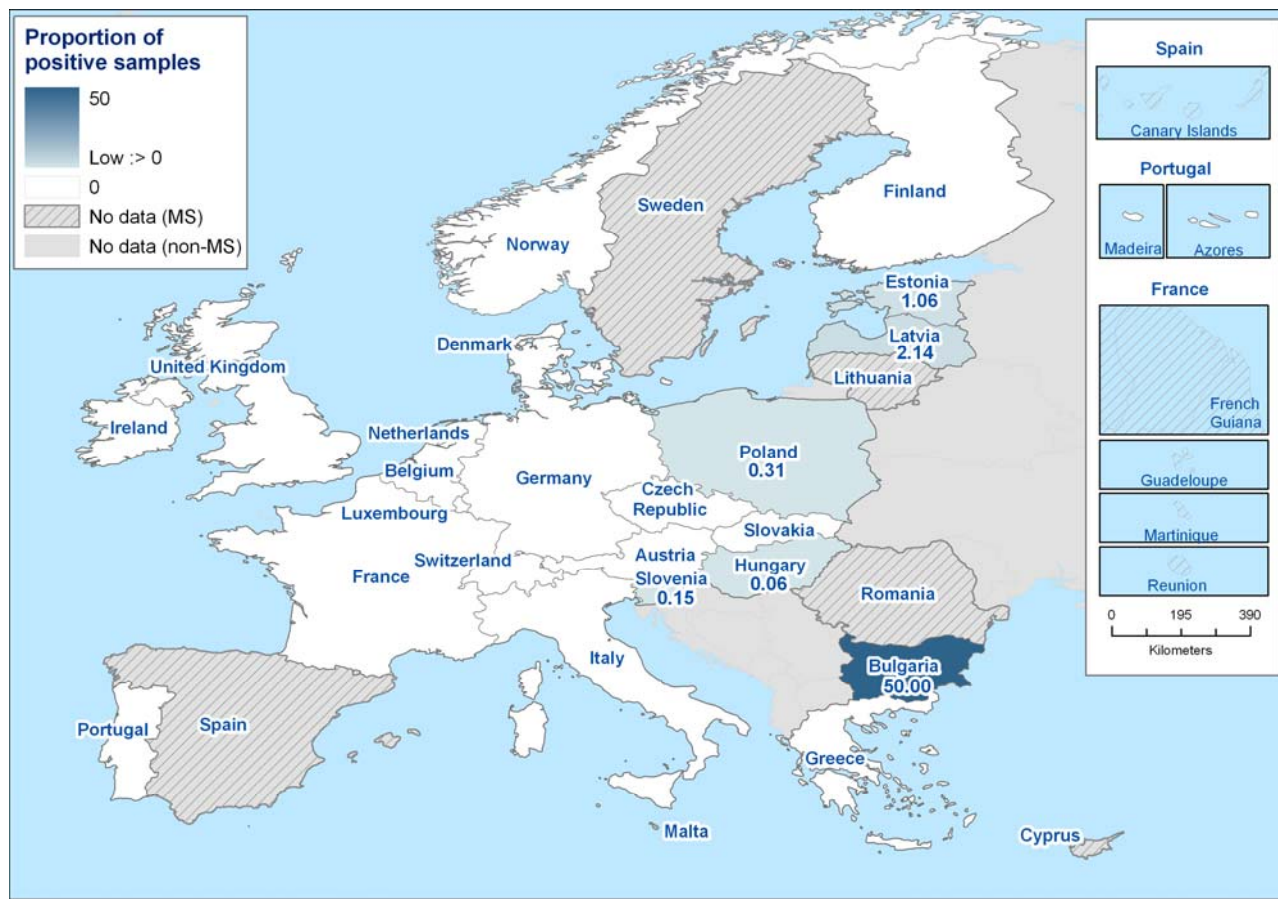 Proportion of
positive samples
50
Low :> 0
0
No data (MS)
No data (non-MS)
Spain
Canary Islands
Portugal
Madeira
Azores
France
French
Guiana
Guadeloupe
Martinique
Reunion
0 195 390
Kilometers
Finland
Sweden
Norway
Estonia
1.06
Latvia
2.14
Lithuania
Denmark
United Kingdom
Ireland
Netherlands
Belgium
Germany
Poland
0.31
Czech
Republic
Luxembourg
Slovakia
Switzerland
Austria
France
Slovenia
0.15
Hungary
0.06
Romania
Italy
Bulgaria
50.00
Portugal
Spain
Greece
Malta
Cyprus